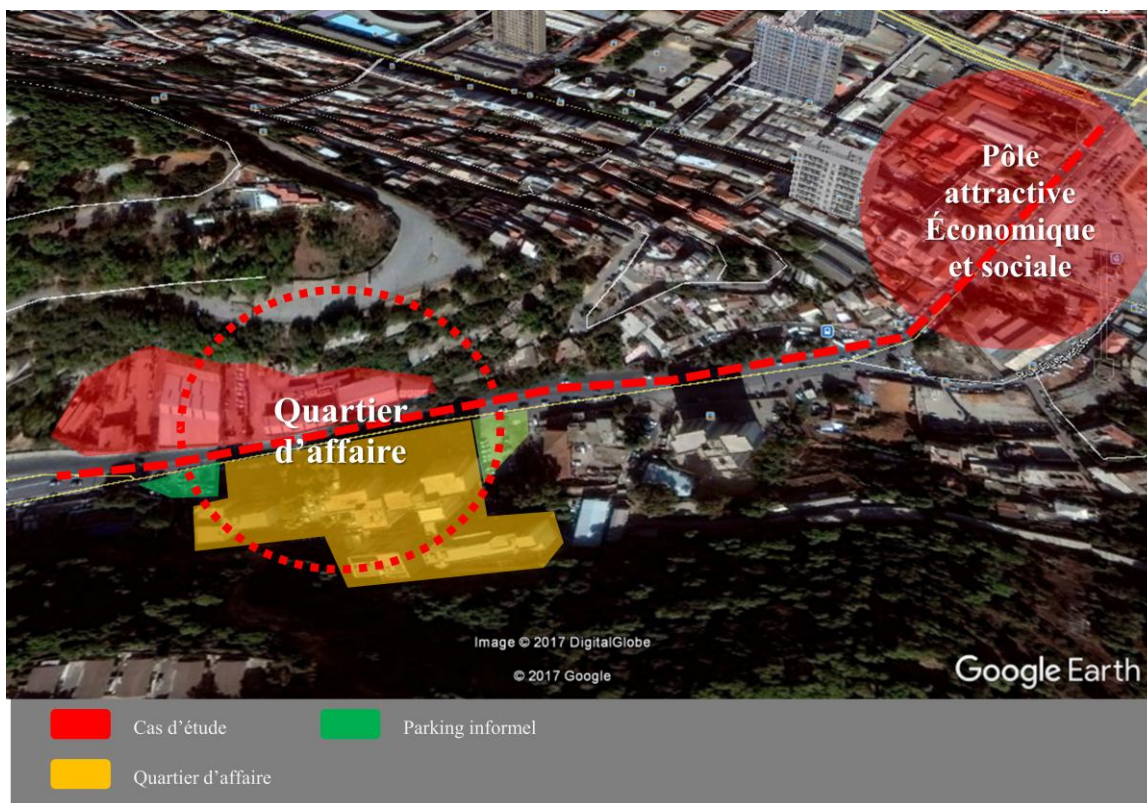 Pôle
attractive
Économique
et sociale
Quartier
d’affaire
Image © 2017 DigitalGlobe
© 2017 Google
Google Earth
Cas d’étude
Parking informel
Quartier d’affaire